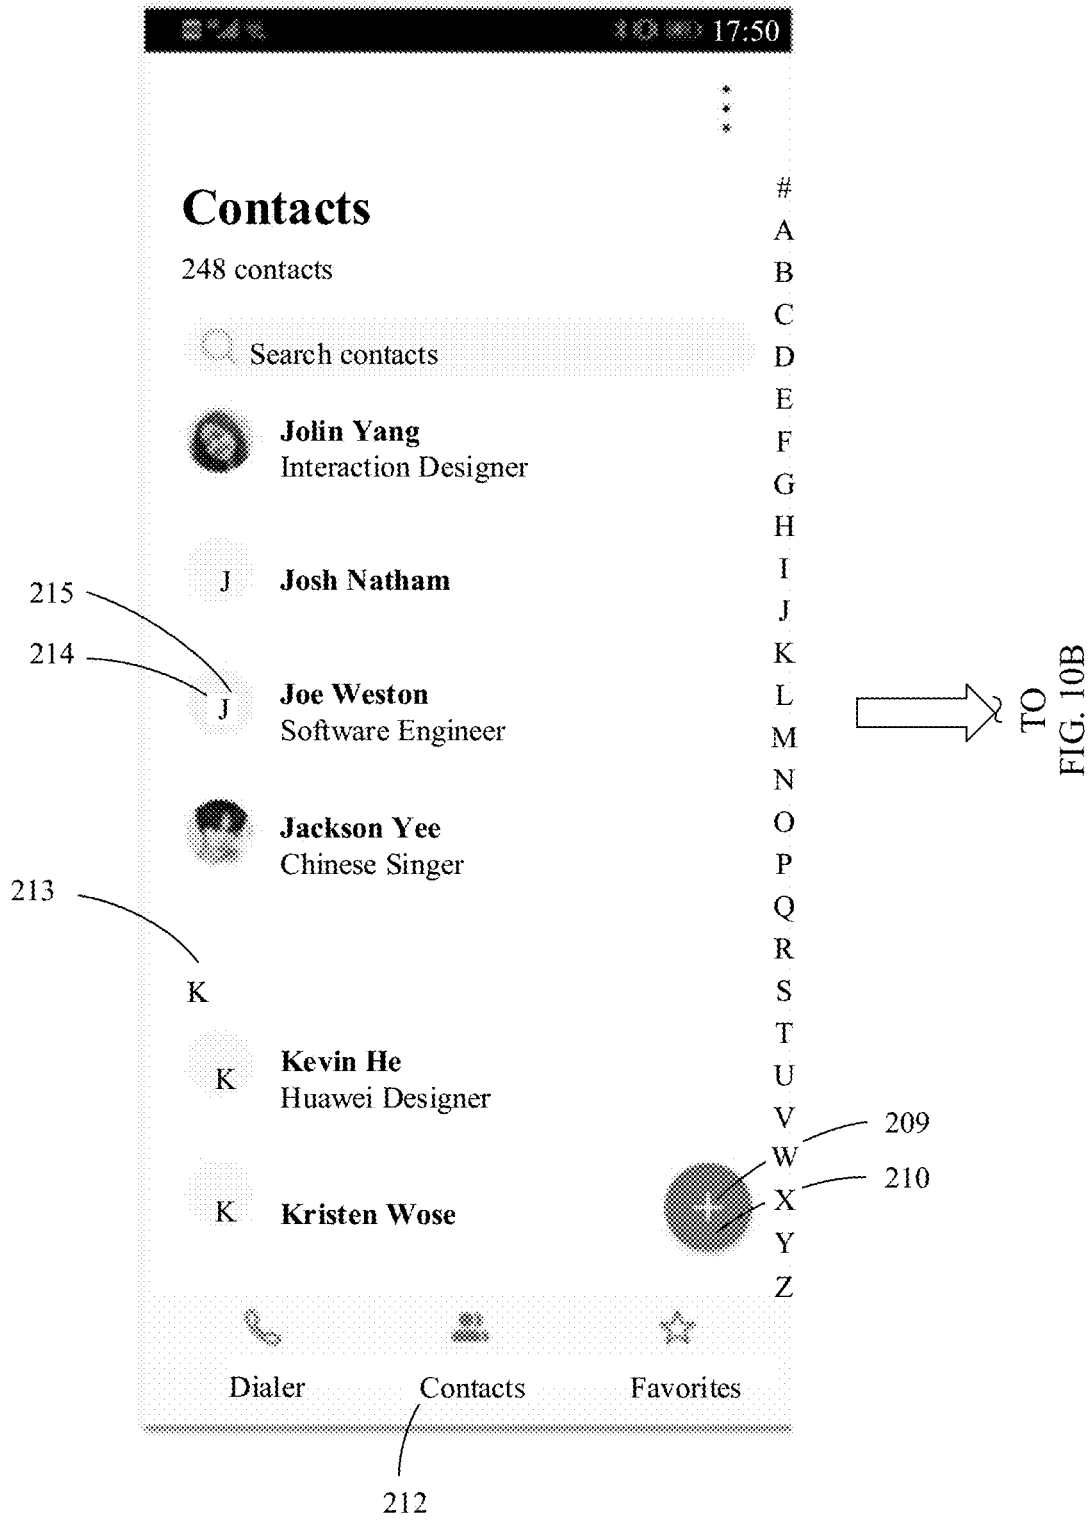 17:50
Contacts
248 contacts
Search contacts
Jolin Yang
Interaction Designer
J
Josh Natham
215
214
J
Joe Weston
Software Engineer
Jackson Yee
Chinese Singer
213
K
K
Kevin He
Huawei Designer
K
Kristen Wose
#
A
B
C
D
E
F
G
H
I
J
K
L
M
N
O
P
Q
R
S
T
U
V
W
X
Y
Z
209
210
+
Dialer
Contacts
Favorites
212
TO
FIG. 10B